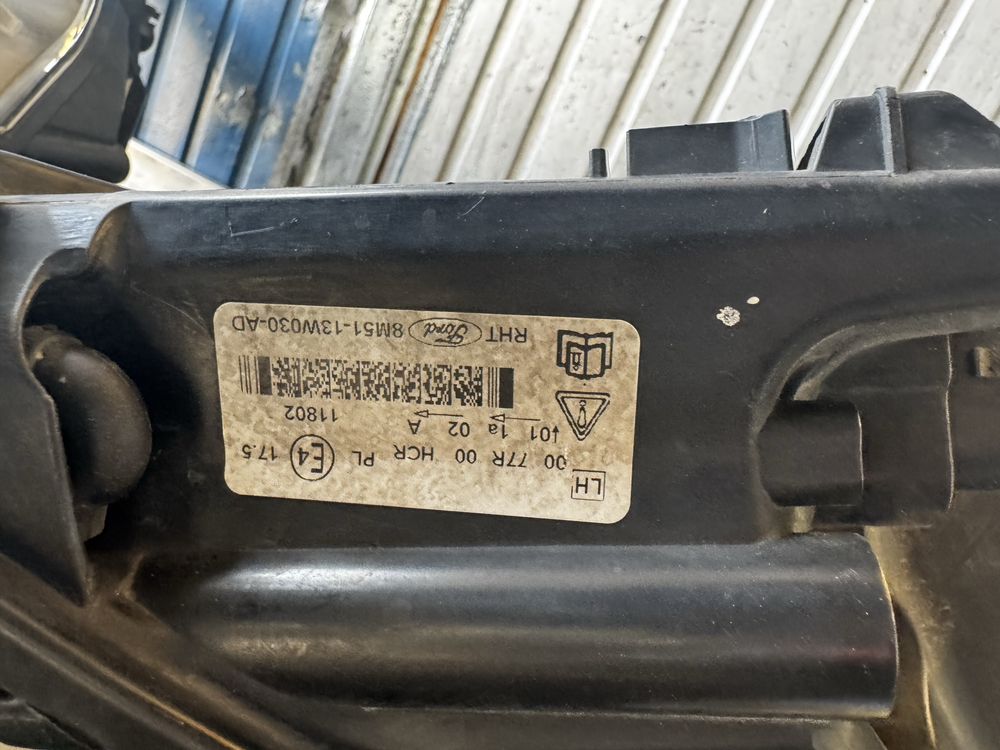 LH
00 77R 00 HCR PL E4 17.5
↑01 1a 02 A
11802
RHT Ford 8M51-13W030-AD